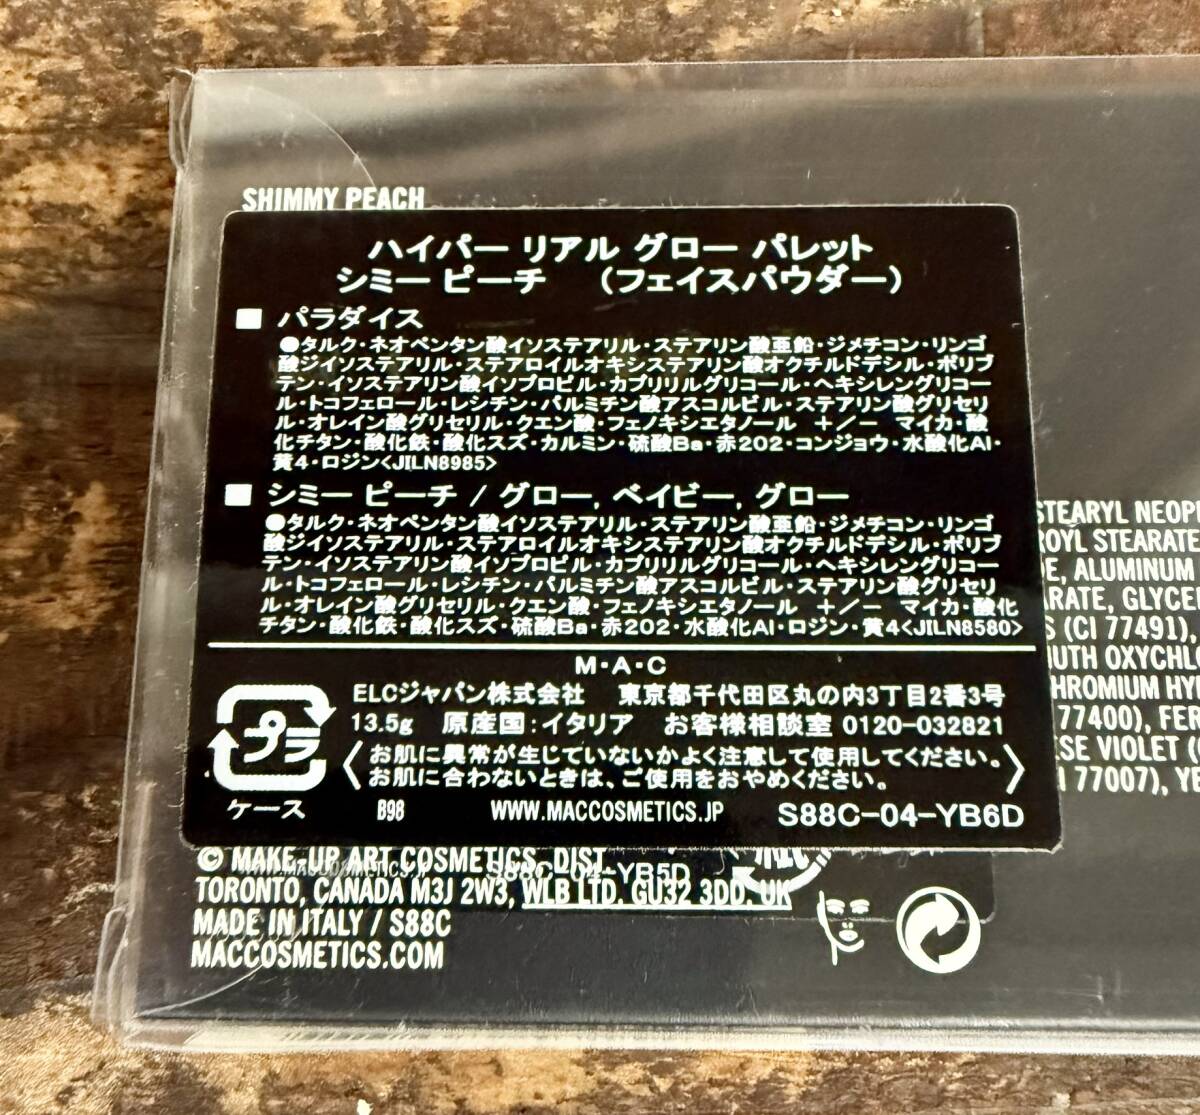 SHIMMY PEACH
ハイパー リアル グロー パレット
シミー ピーチ （フェイスパウダー）
■ パラダイス
●タルク・ネオペンタン酸イソステアリル・ステアリン酸亜鉛・ジメチコン・リンゴ
酸ジイソステアリル・ステアロイルオキシステアリン酸オクチルドデシル・ポリブ
テン・イソステアリン酸イソプロピル・カプリリルグリコール・ヘキシレングリコー
ル・トコフェロール・レシチン・パルミチン酸アスコルビル・ステアリン酸グリセリ
ル・オレイン酸グリセリル・クエン酸・フェノキシエタノール ＋／－ マイカ・酸
化チタン・酸化鉄・酸化スズ・カルミン・硫酸Ba・赤202・コンジョウ・水酸化Al・
黄4・ロジン<JILN8985>
■ シミー ピーチ / グロー, ベイビー, グロー
●タルク・ネオペンタン酸イソステアリル・ステアリン酸亜鉛・ジメチコン・リンゴ
酸ジイソステアリル・ステアロイルオキシステアリン酸オクチルドデシル・ポリブ
テン・イソステアリン酸イソプロピル・カプリリルグリコール・ヘキシレングリコー
ル・トコフェロール・レシチン・パルミチン酸アスコルビル・ステアリン酸グリセリ
ル・オレイン酸グリセリル・クエン酸・フェノキシエタノール ＋／－ マイカ・酸化
チタン・酸化鉄・酸化スズ・硫酸Ba・赤202・水酸化Al・ロジン・黄4<JILN8580>
M・A・C
ELCジャパン株式会社 東京都千代田区丸の内3丁目2番3号
13.5g 原産国：イタリア お客様相談室 0120-032821
お肌に異常が生じていないかよく注意して使用してください。
お肌に合わないときは、ご使用をおやめください。
プラ
ケース B98 WWW.MACCOSMETICS.JP S88C-04-YB6D
STEARYL NEOP
ROYL STEARATE
E, ALUMINUM
ARATE, GLYCE
S (CI 77491),
UTH OXYCHLO
HROMIUM HY
77400), FER
SE VIOLET (
I 77007), YE
© MAKE-UP ART COSMETICS, DIST.
WWW.MACCOSMETICS.JP S88C-04-YB5D
TORONTO, CANADA M3J 2W3, WLB LTD. GU32 3DD. UK
MADE IN ITALY / S88C
MACCOSMETICS.COM